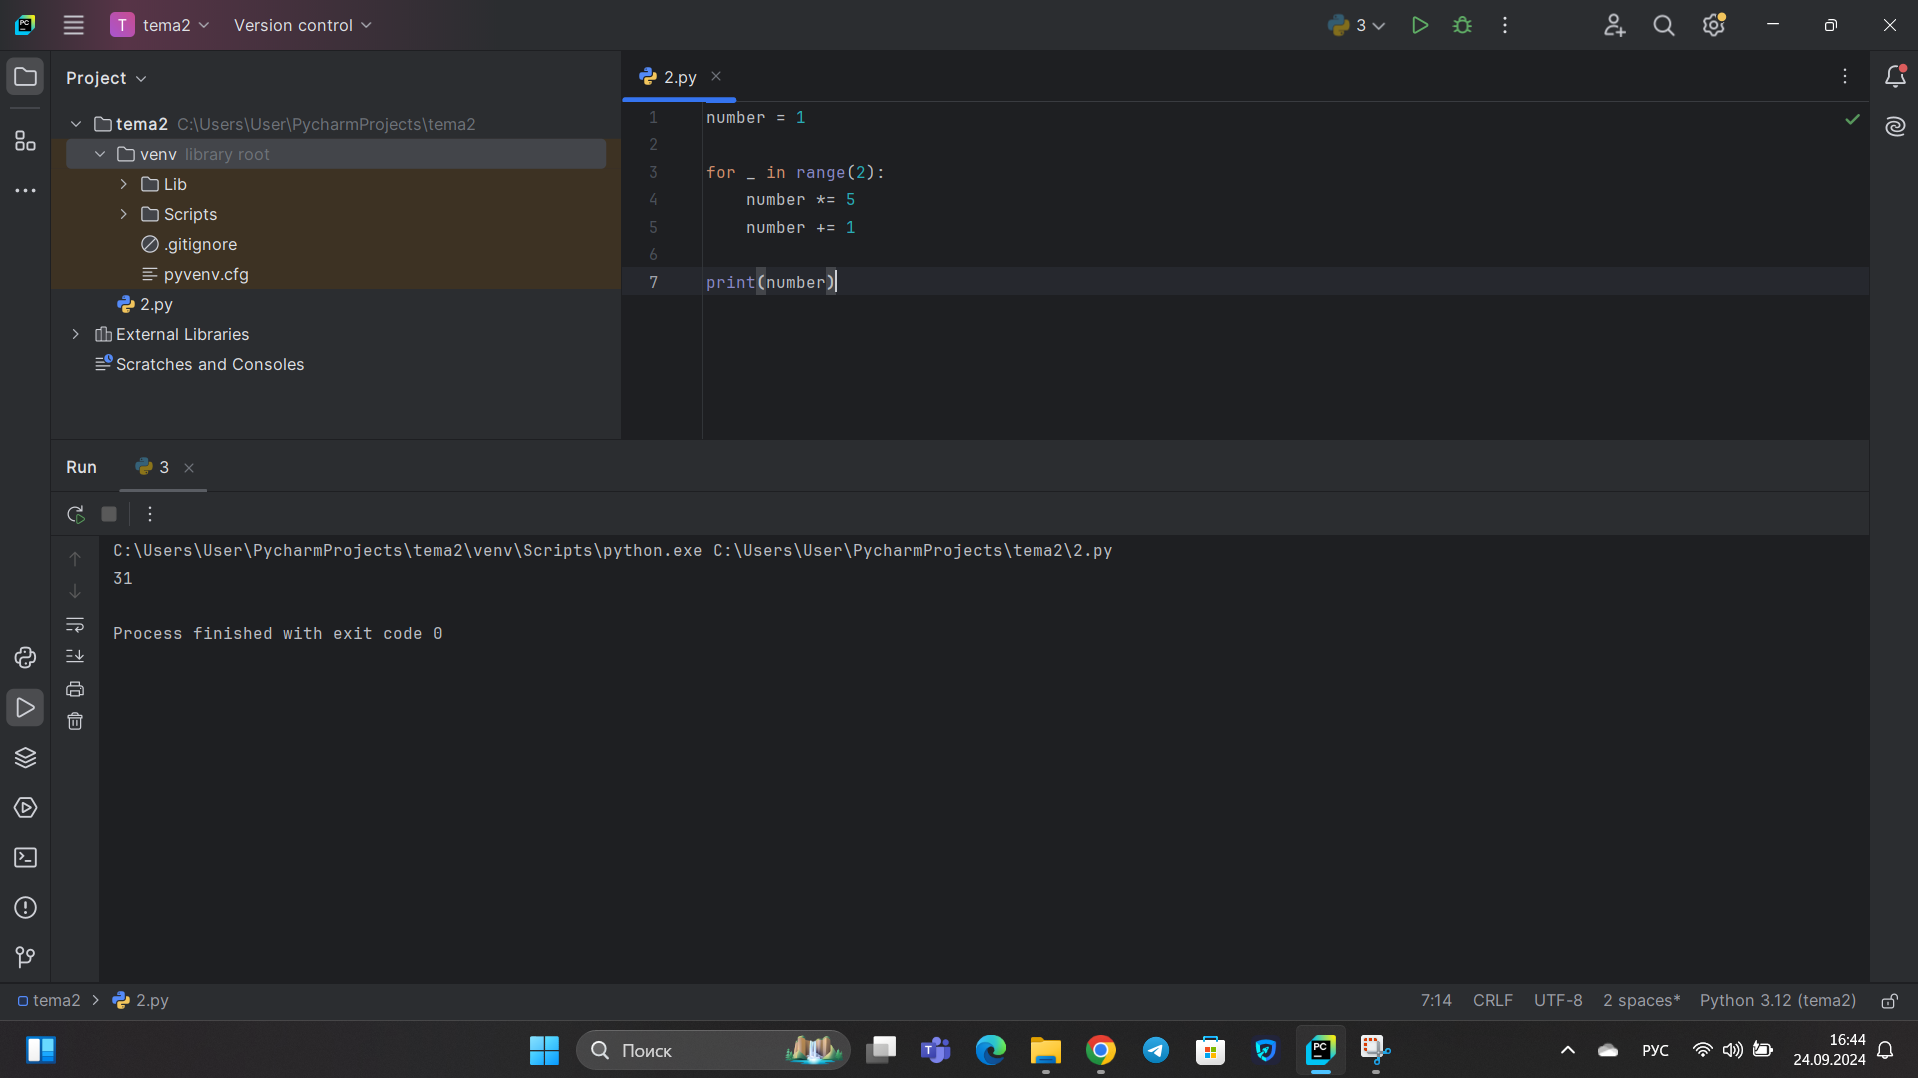 tema2 Version control 3
Project
2.py
tema2 C:\Users\User\PycharmProjects\tema2
venv library root
Lib
Scripts
.gitignore
pyvenv.cfg
2.py
External Libraries
Scratches and Consoles
1 number = 1
2
3 for _ in range(2):
4     number *= 5
5     number += 1
6
7 print(number)
Run 3
C:\Users\User\PycharmProjects\tema2\venv\Scripts\python.exe C:\Users\User\PycharmProjects\tema2\2.py
31
Process finished with exit code 0
tema2 > 2.py 7:14 CRLF UTF-8 2 spaces* Python 3.12 (tema2)
Поиск РУС 16:44
24.09.2024